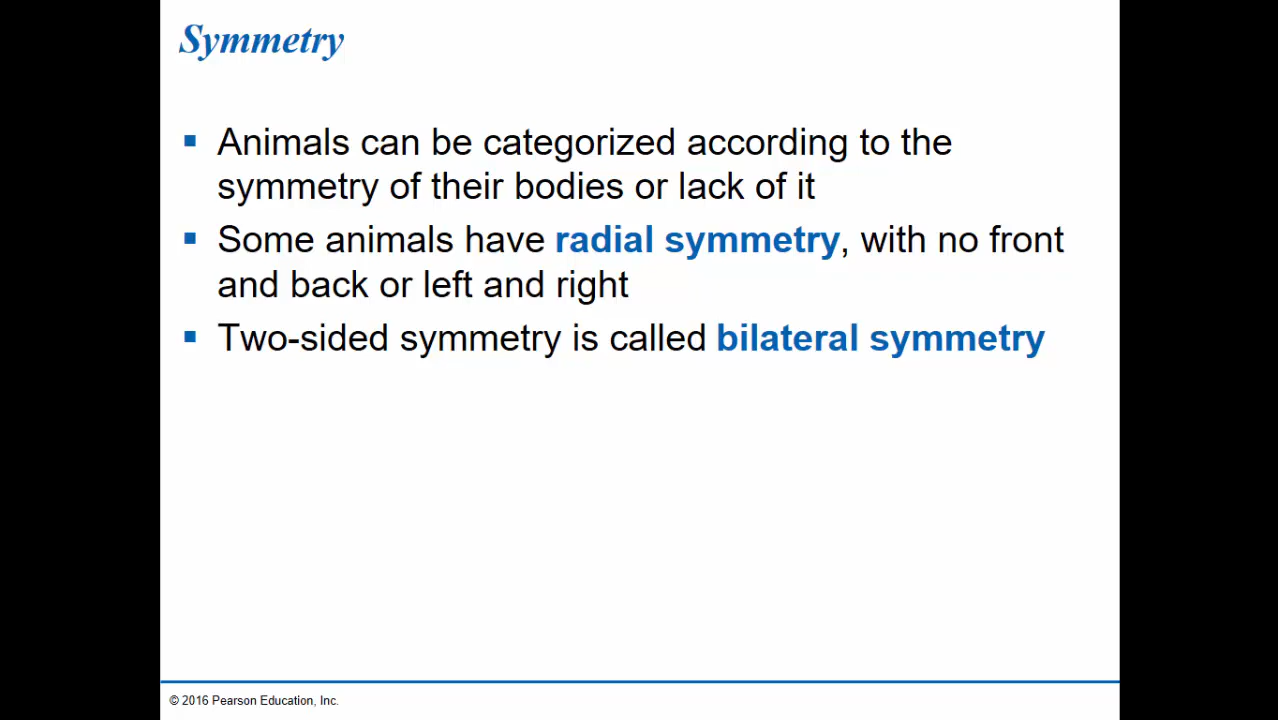 Symmetry
▪ Animals can be categorized according to the
symmetry of their bodies or lack of it
▪ Some animals have radial symmetry, with no front
and back or left and right
▪ Two-sided symmetry is called bilateral symmetry
© 2016 Pearson Education, Inc.